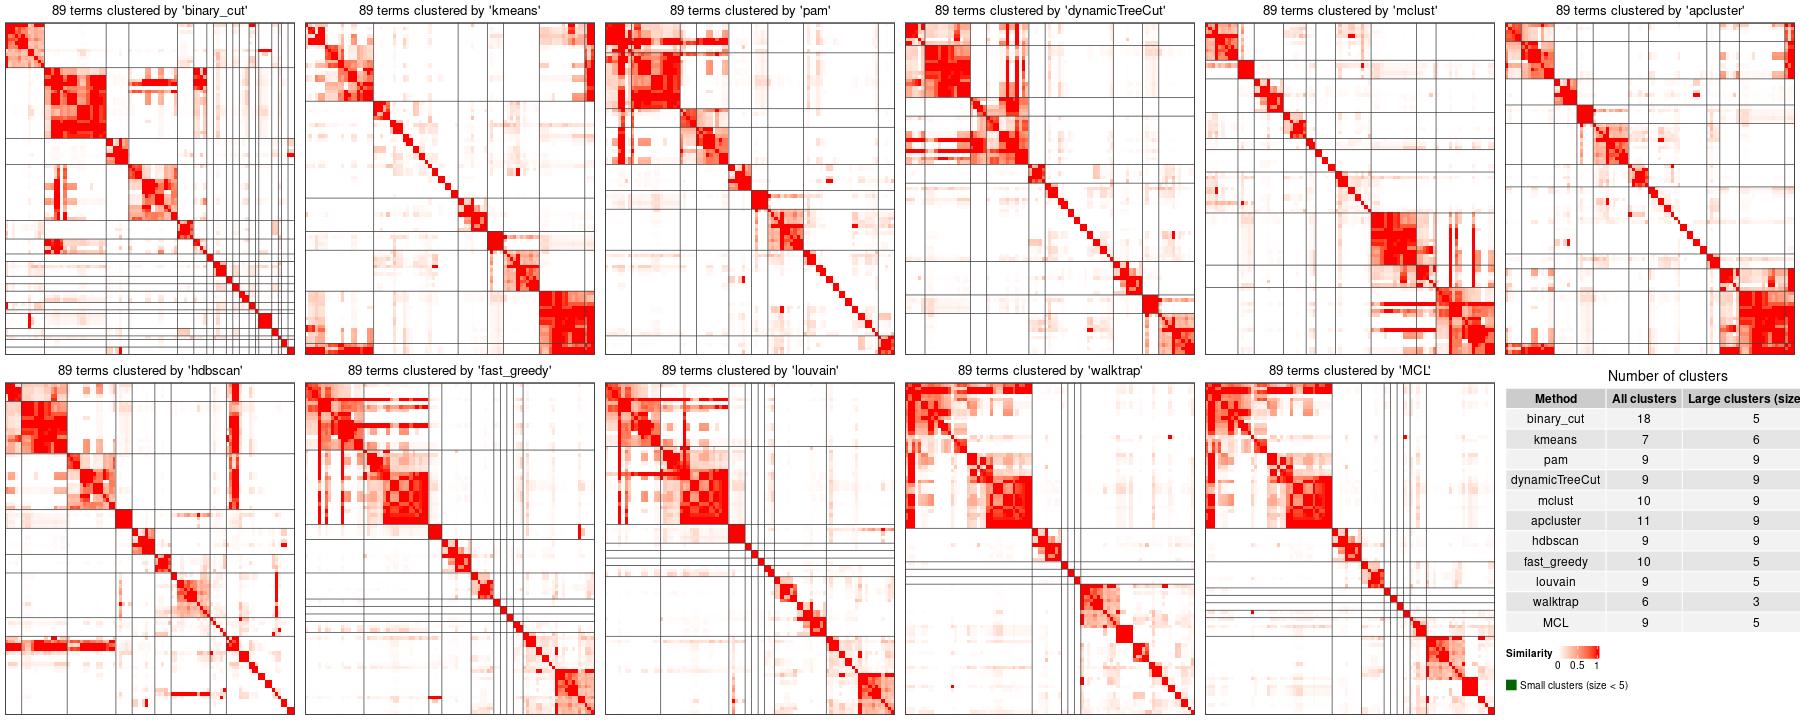 89 terms clustered by 'binary_cut'
89 terms clustered by 'kmeans'
89 terms clustered by 'pam'
89 terms clustered by 'dynamicTreeCut'
89 terms clustered by 'mclust'
89 terms clustered by 'apcluster'
89 terms clustered by 'hdbscan'
89 terms clustered by 'fast_greedy'
89 terms clustered by 'louvain'
89 terms clustered by 'walktrap'
89 terms clustered by 'MCL'
Number of clusters
Method All clusters Large clusters (size
binary_cut 18 5
kmeans 7 6
pam 9 9
dynamicTreeCut 9 9
mclust 10 9
apcluster 11 9
hdbscan 9 9
fast_greedy 10 5
louvain 9 5
walktrap 6 3
MCL 9 5
Similarity
0 0.5 1
Small clusters (size < 5)